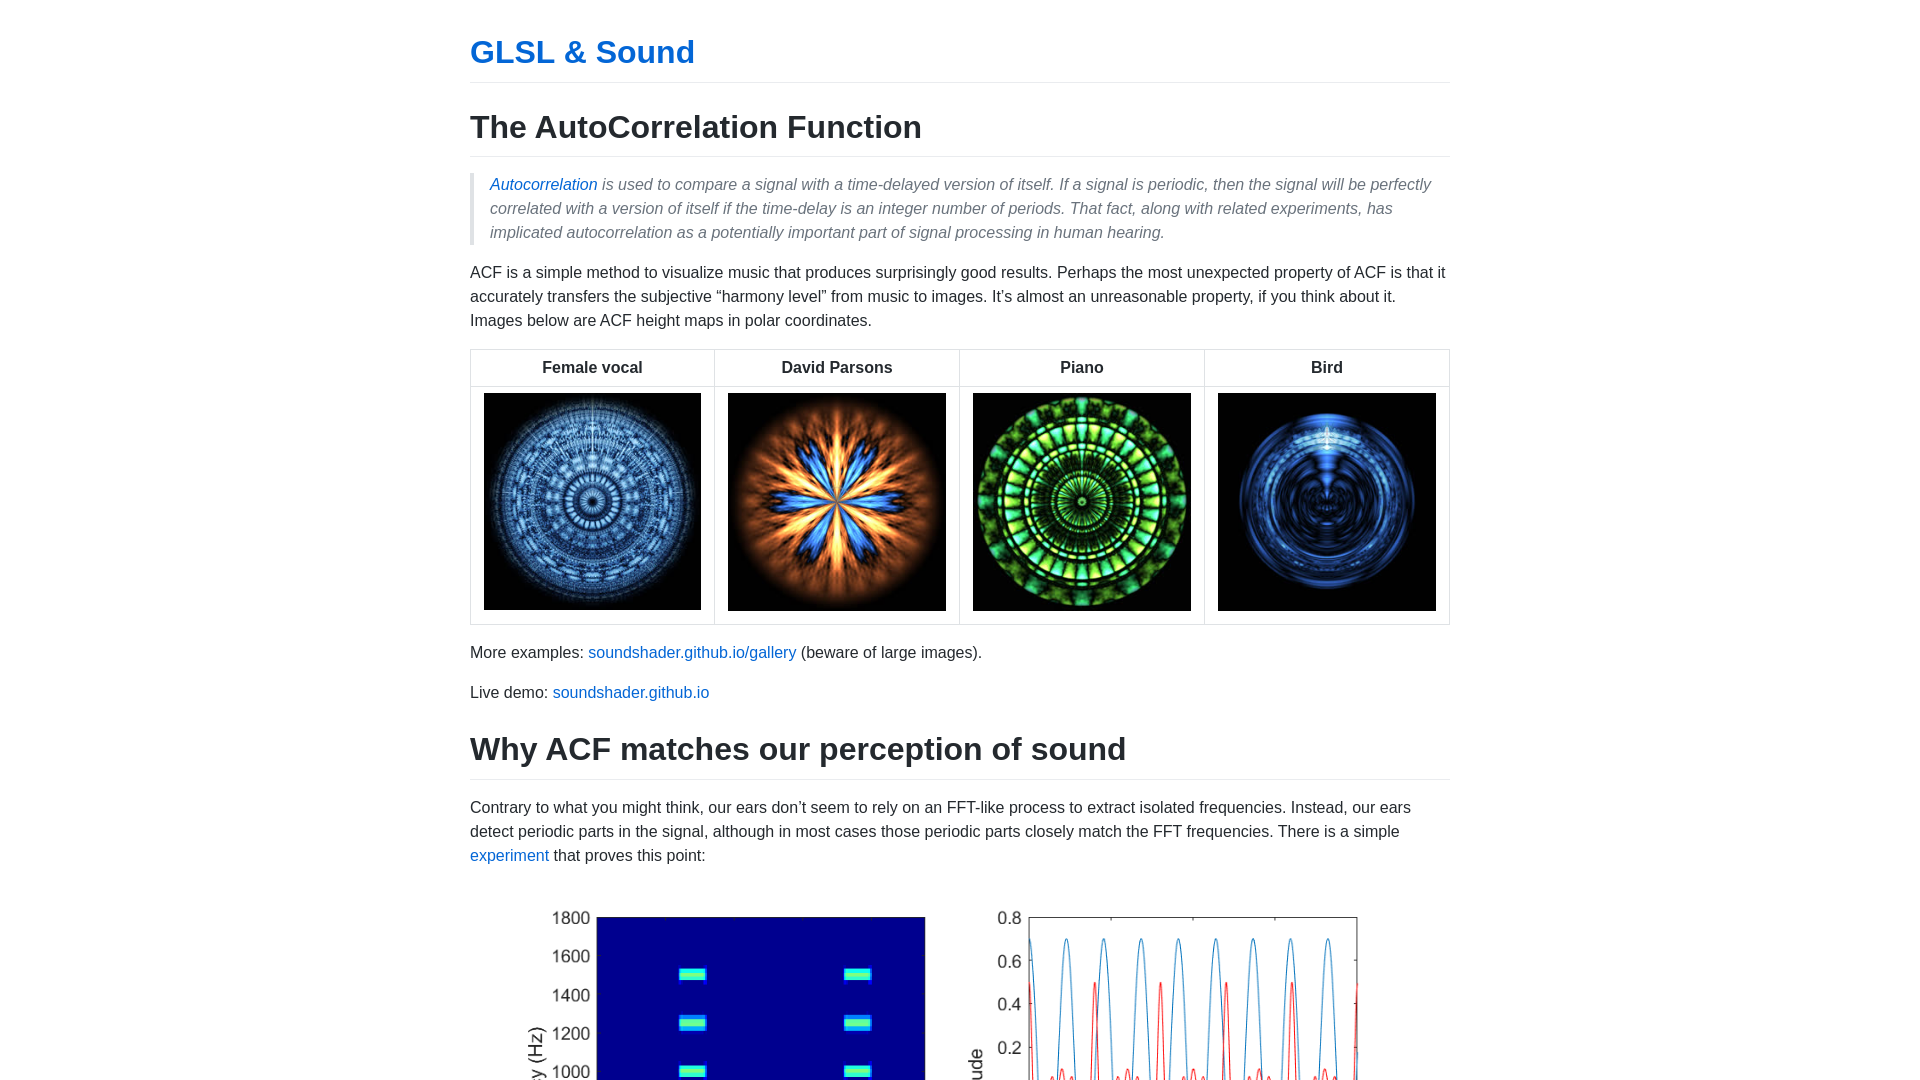 GLSL & Sound
The AutoCorrelation Function
Autocorrelation is used to compare a signal with a time-delayed version of itself. If a signal is periodic, then the signal will be perfectly
correlated with a version of itself if the time-delay is an integer number of periods. That fact, along with related experiments, has
implicated autocorrelation as a potentially important part of signal processing in human hearing.
ACF is a simple method to visualize music that produces surprisingly good results. Perhaps the most unexpected property of ACF is that it
accurately transfers the subjective “harmony level” from music to images. It’s almost an unreasonable property, if you think about it.
Images below are ACF height maps in polar coordinates.
Female vocal David Parsons Piano Bird
More examples: soundshader.github.io/gallery (beware of large images).
Live demo: soundshader.github.io
Why ACF matches our perception of sound
Contrary to what you might think, our ears don’t seem to rely on an FFT-like process to extract isolated frequencies. Instead, our ears
detect periodic parts in the signal, although in most cases those periodic parts closely match the FFT frequencies. There is a simple
experiment that proves this point:
1800
1600
1400
1200
1000
(Hz)
0.8
0.6
0.4
0.2